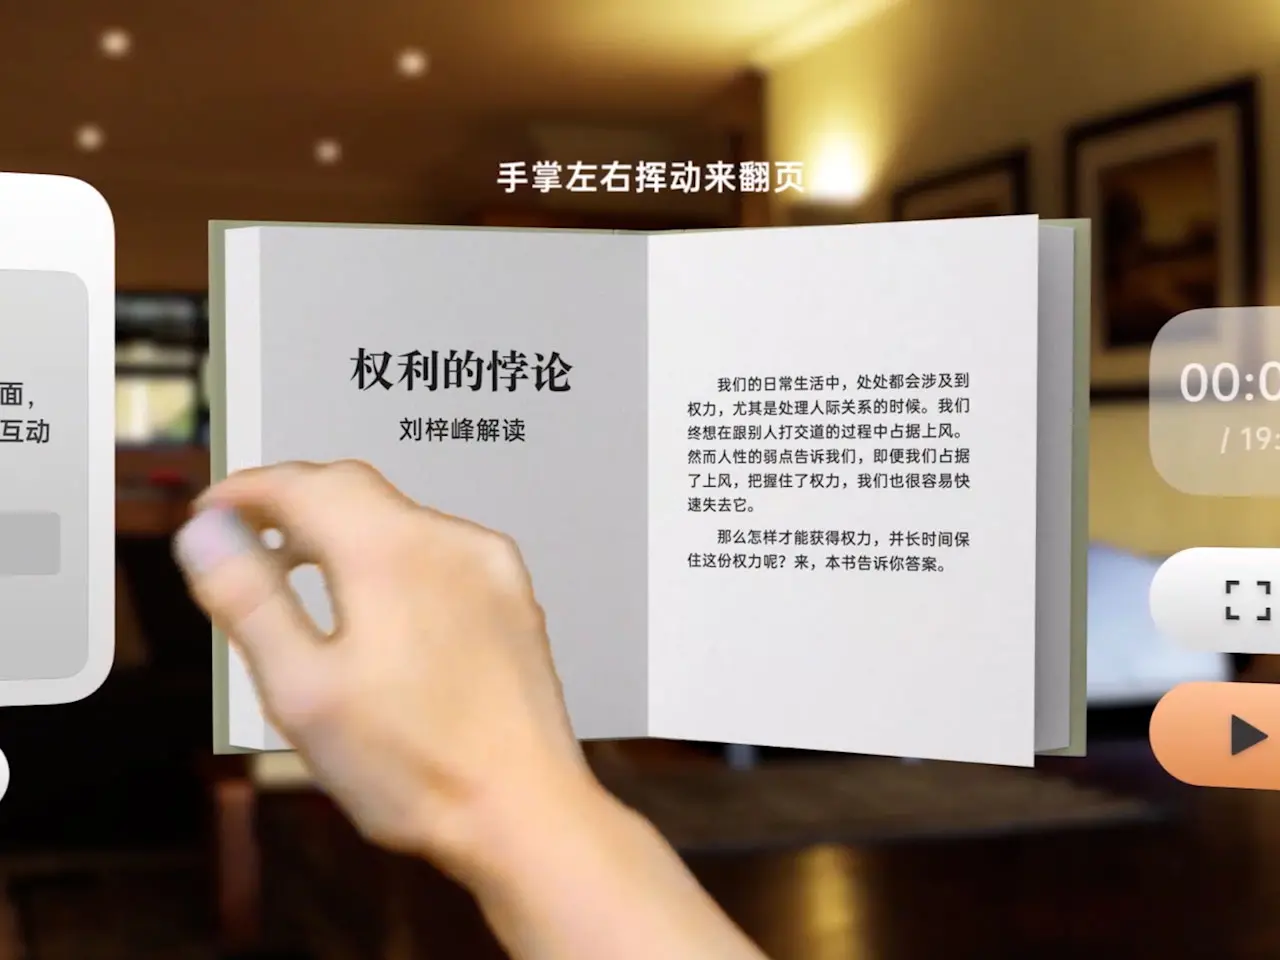 手掌左右挥动来翻页
面，
互动
权利的悖论
刘梓峰解读
我们的日常生活中，处处都会涉及到
权力，尤其是处理人际关系的时候。我们
终想在跟别人打交道的过程中占据上风。
然而人性的弱点告诉我们，即便我们占据
了上风，把握住了权力，我们也很容易快
速失去它。
那么怎样才能获得权力，并长时间保
住这份权力呢？来，本书告诉你答案。
00:0
/ 19: